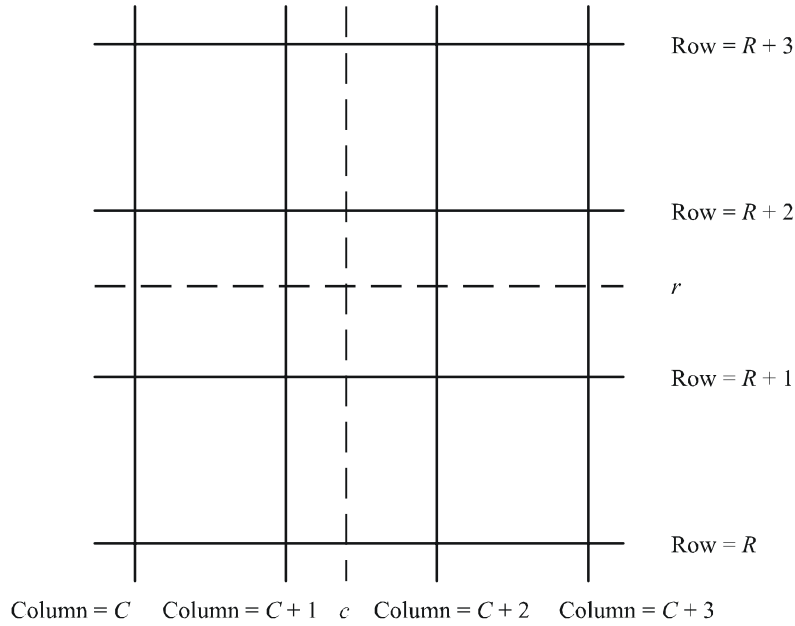 Row = R + 3
Row = R + 2
r
Row = R + 1
Row = R
Column = C Column = C + 1 c Column = C + 2 Column = C + 3